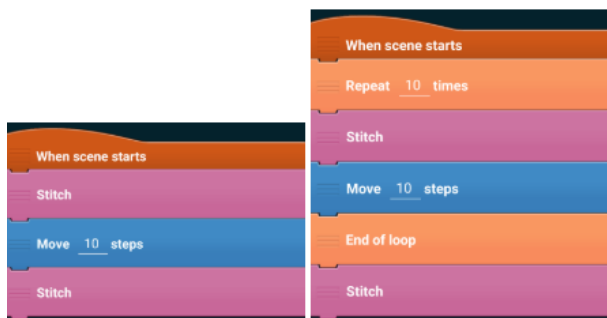 When scene starts
Stitch
Move 10 steps
Stitch
When scene starts
Repeat 10 times
Stitch
Move 10 steps
End of loop
Stitch